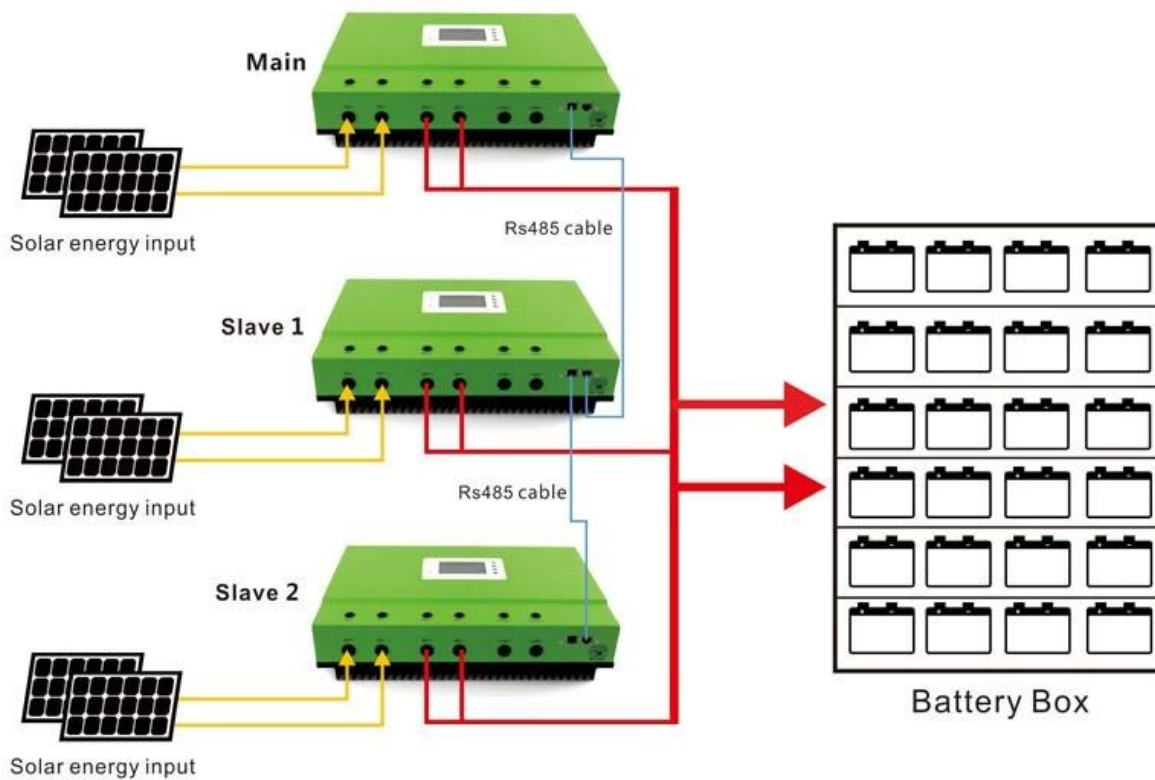 Main
Solar energy input
Rs485 cable
Slave 1
Solar energy input
Rs485 cable
Slave 2
Solar energy input
Battery Box